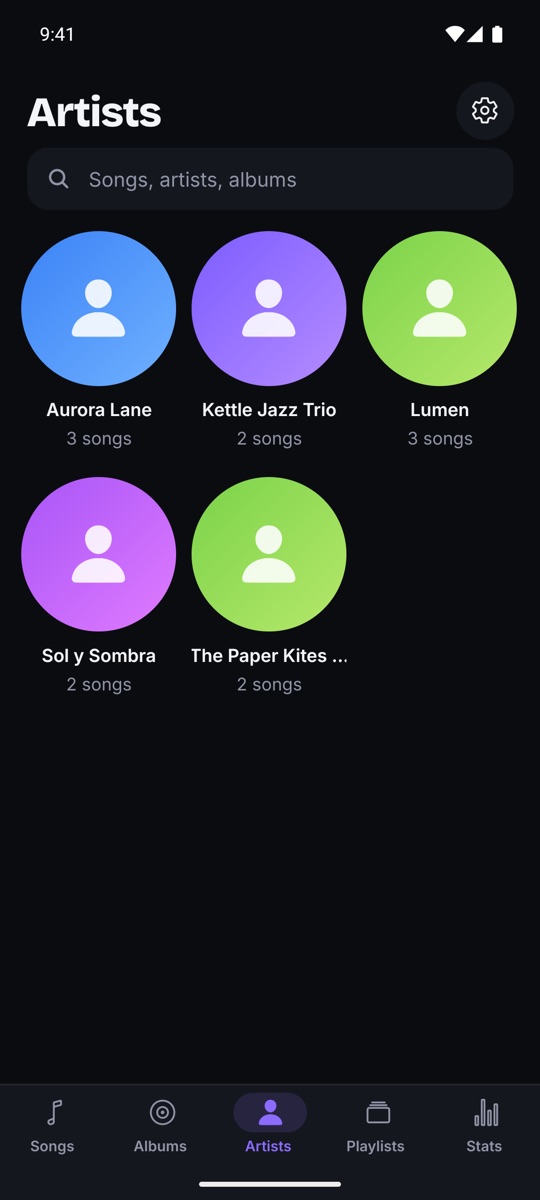 9:41
Artists
Songs, artists, albums
Aurora Lane
3 songs
Kettle Jazz Trio
2 songs
Lumen
3 songs
Sol y Sombra
2 songs
The Paper Kites ...
2 songs
Songs
Albums
Artists
Playlists
Stats